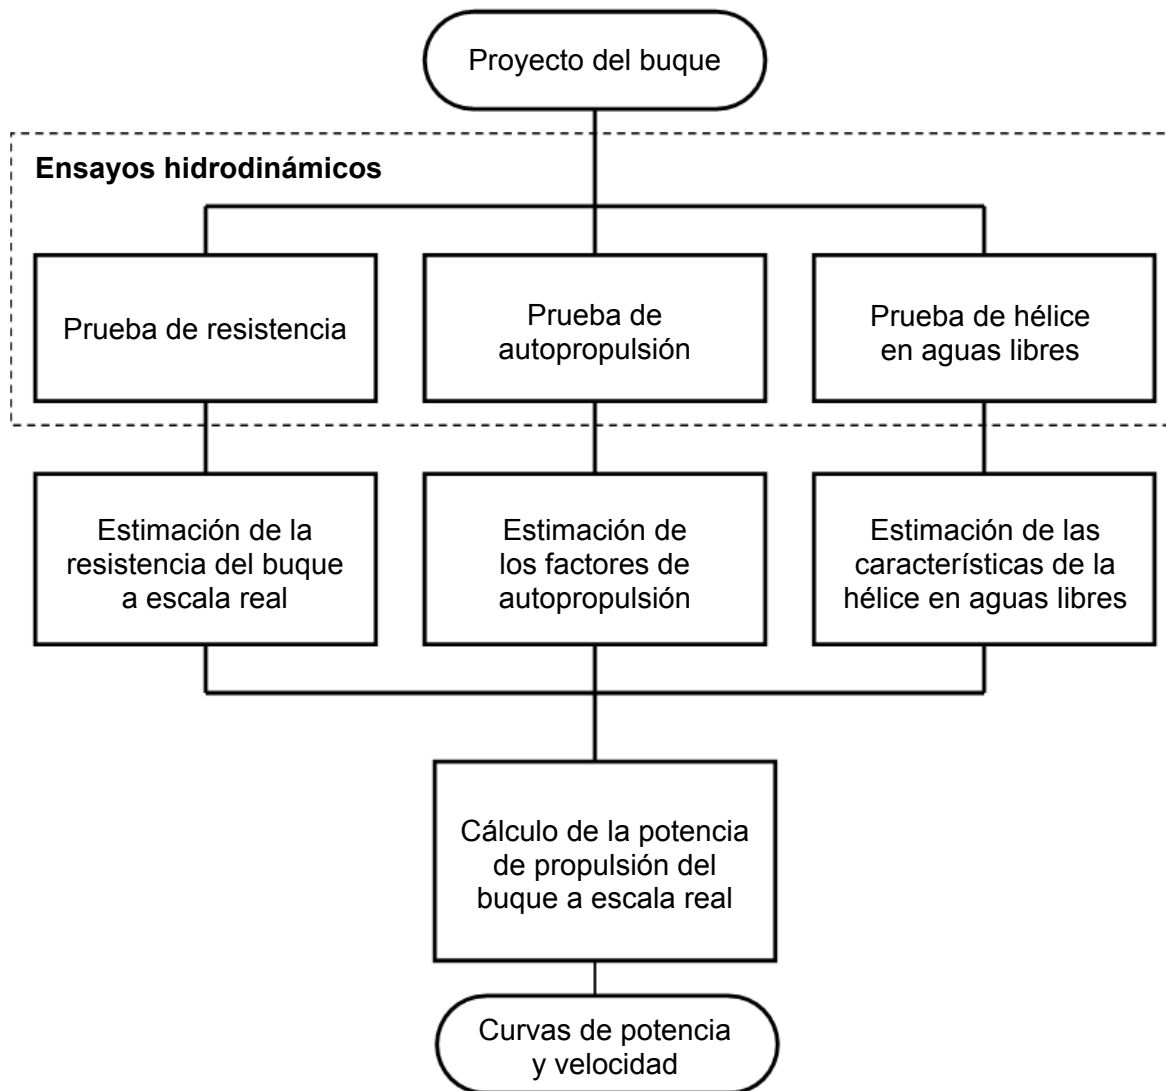 Proyecto del buque
Ensayos hidrodinámicos
Prueba de resistencia
Prueba de
autopropulsión
Prueba de hélice
en aguas libres
Estimación de la
resistencia del buque
a escala real
Estimación de
los factores de
autopropulsión
Estimación de las
características de la
hélice en aguas libres
Cálculo de la potencia
de propulsión del
buque a escala real
Curvas de potencia
y velocidad